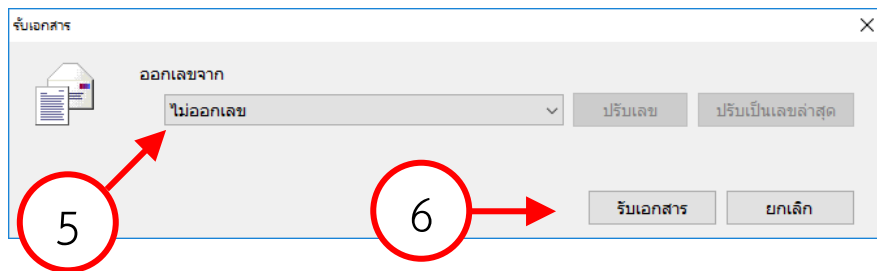 รับเอกสาร
ออกเลขจาก
ไม่ออกเลข ปรับเลข ปรับเป็นเลขล่าสุด
5 6 รับเอกสาร ยกเลิก